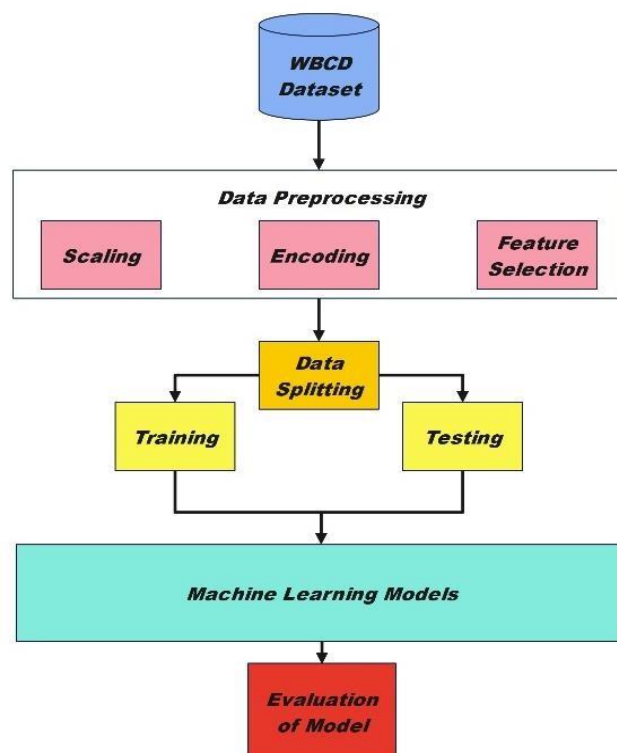 WBCD
Dataset
Data Preprocessing
Scaling
Encoding
Feature
Selection
Data
Splitting
Training
Testing
Machine Learning Models
Evaluation
of Model